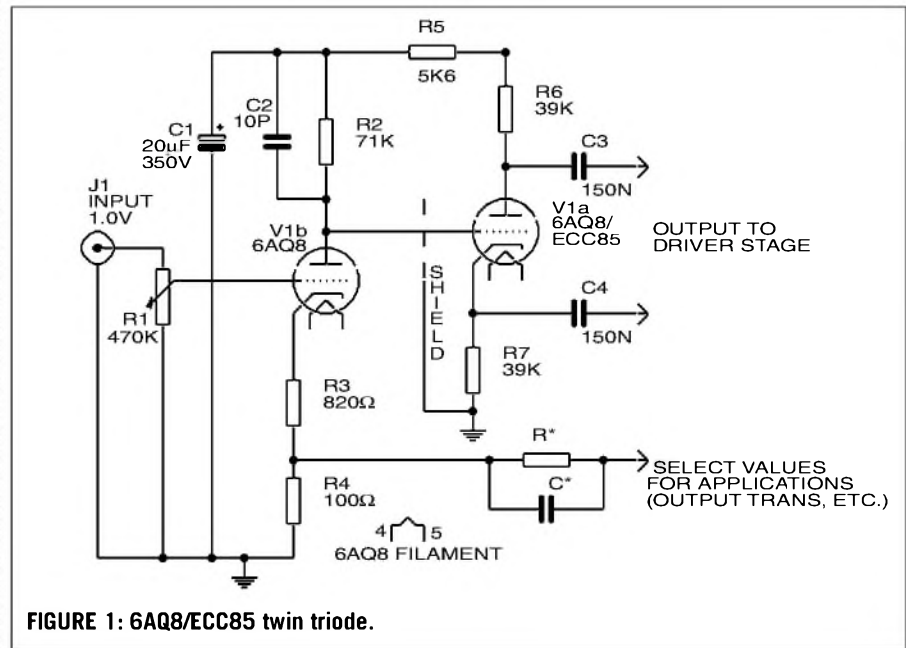 R5
5K6
C2
10P
R2
71K
R6
39K
C1
+
20µF
350V
C3
150N
J1
INPUT
1.0V
V1b
6AQ8
V1a
6AQ8/
ECC85
OUTPUT TO
DRIVER STAGE
SHIELD
R1
470K
C4
150N
R7
39K
R3
820Ω
R*
C*
SELECT VALUES
FOR APPLICATIONS
(OUTPUT TRANS, ETC.)
R4
100Ω
4 5
6AQ8 FILAMENT
FIGURE 1: 6AQ8/ECC85 twin triode.